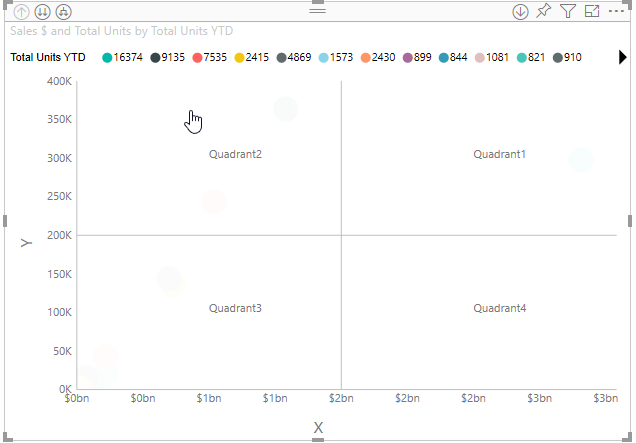 Sales $ and Total Units by Total Units YTD
Total Units YTD 16374 9135 7535 2415 4869 1573 2430 899 844 1081 821 910
400K
350K
300K
250K
200K
150K
100K
50K
0K
Y
Quadrant2 Quadrant1
Quadrant3 Quadrant4
$0bn $0bn $1bn $1bn $2bn $2bn $2bn $3bn $3bn
X